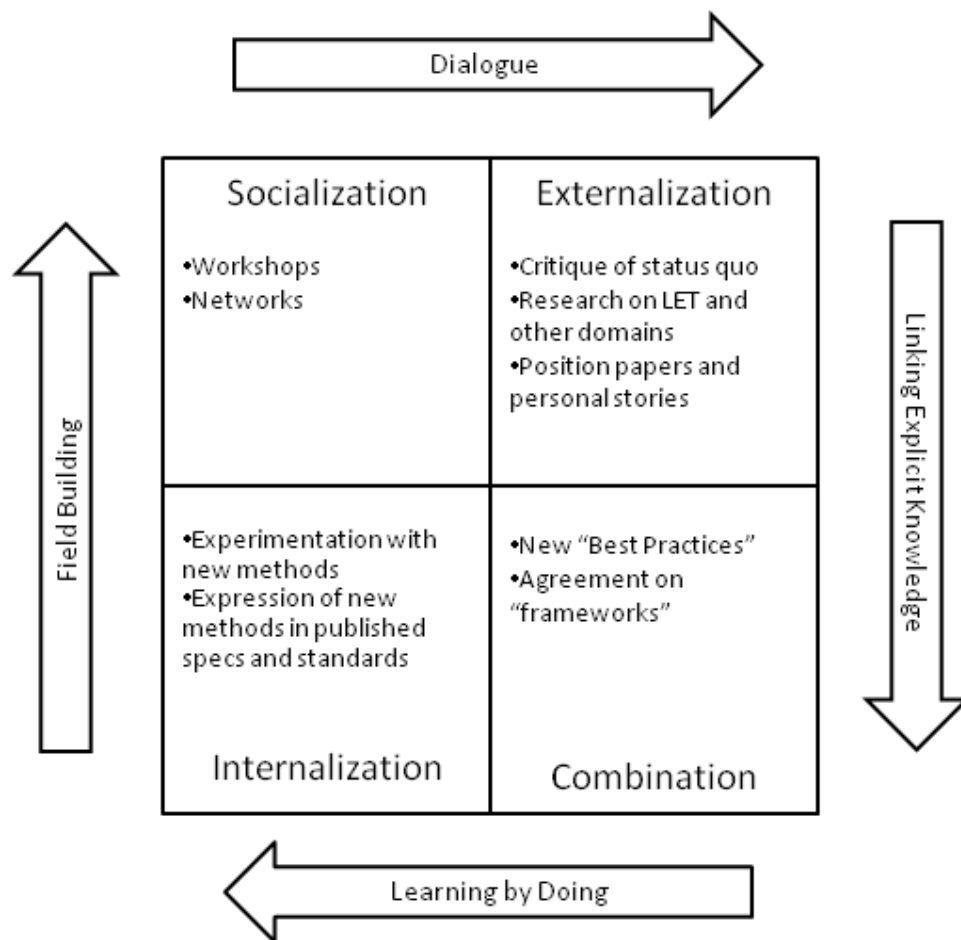 Dialogue
Socialization
•Workshops
•Networks
Externalization
•Critique of status quo
•Research on LET and
other domains
•Position papers and
personal stories
Field Building
Linking Explicit Knowledge
•Experimentation with
new methods
•Expression of new
methods in published
specs and standards
Internalization
•New “Best Practices”
•Agreement on
“frameworks”
Combination
Learning by Doing